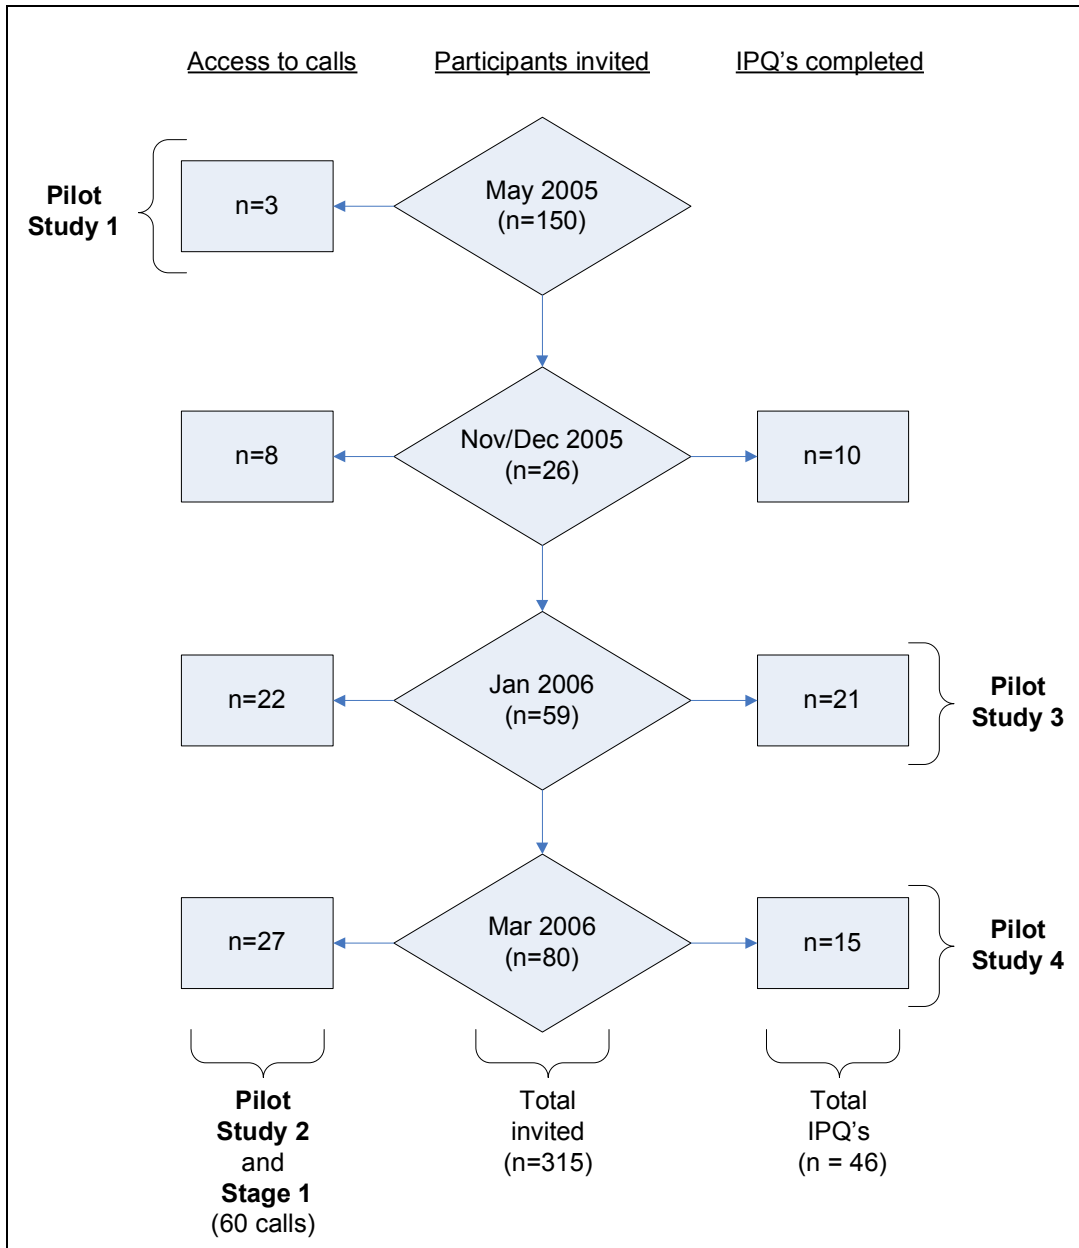 Access to calls
Participants invited
IPQ's completed
Pilot
Study 1
n=3
May 2005
(n=150)
n=8
Nov/Dec 2005
(n=26)
n=10
n=22
Jan 2006
(n=59)
n=21
Pilot
Study 3
n=27
Mar 2006
(n=80)
n=15
Pilot
Study 4
Pilot
Study 2
and
Stage 1
(60 calls)
Total
invited
(n=315)
Total
IPQ's
(n = 46)